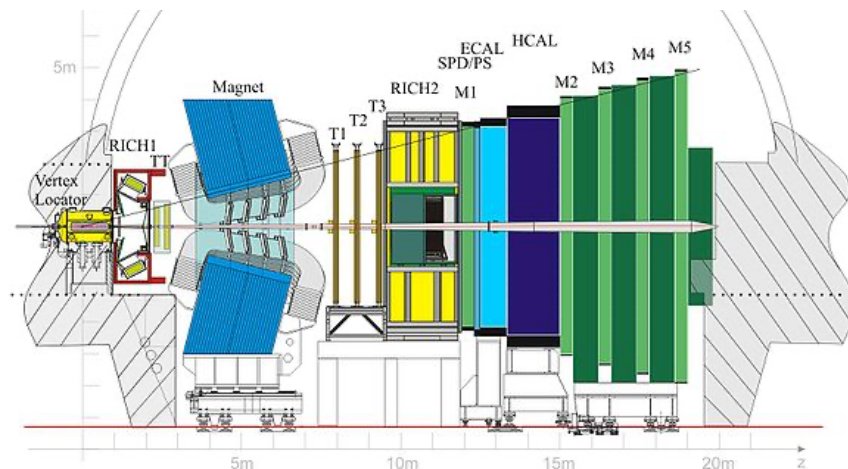 5m
ECAL
HCAL
SPD/PS
M5
M4
M3
M2
Magnet
RICH2
M1
T3
T2
T1
RICH1
TT
Vertex
Locator
5m
10m
15m
20m
z